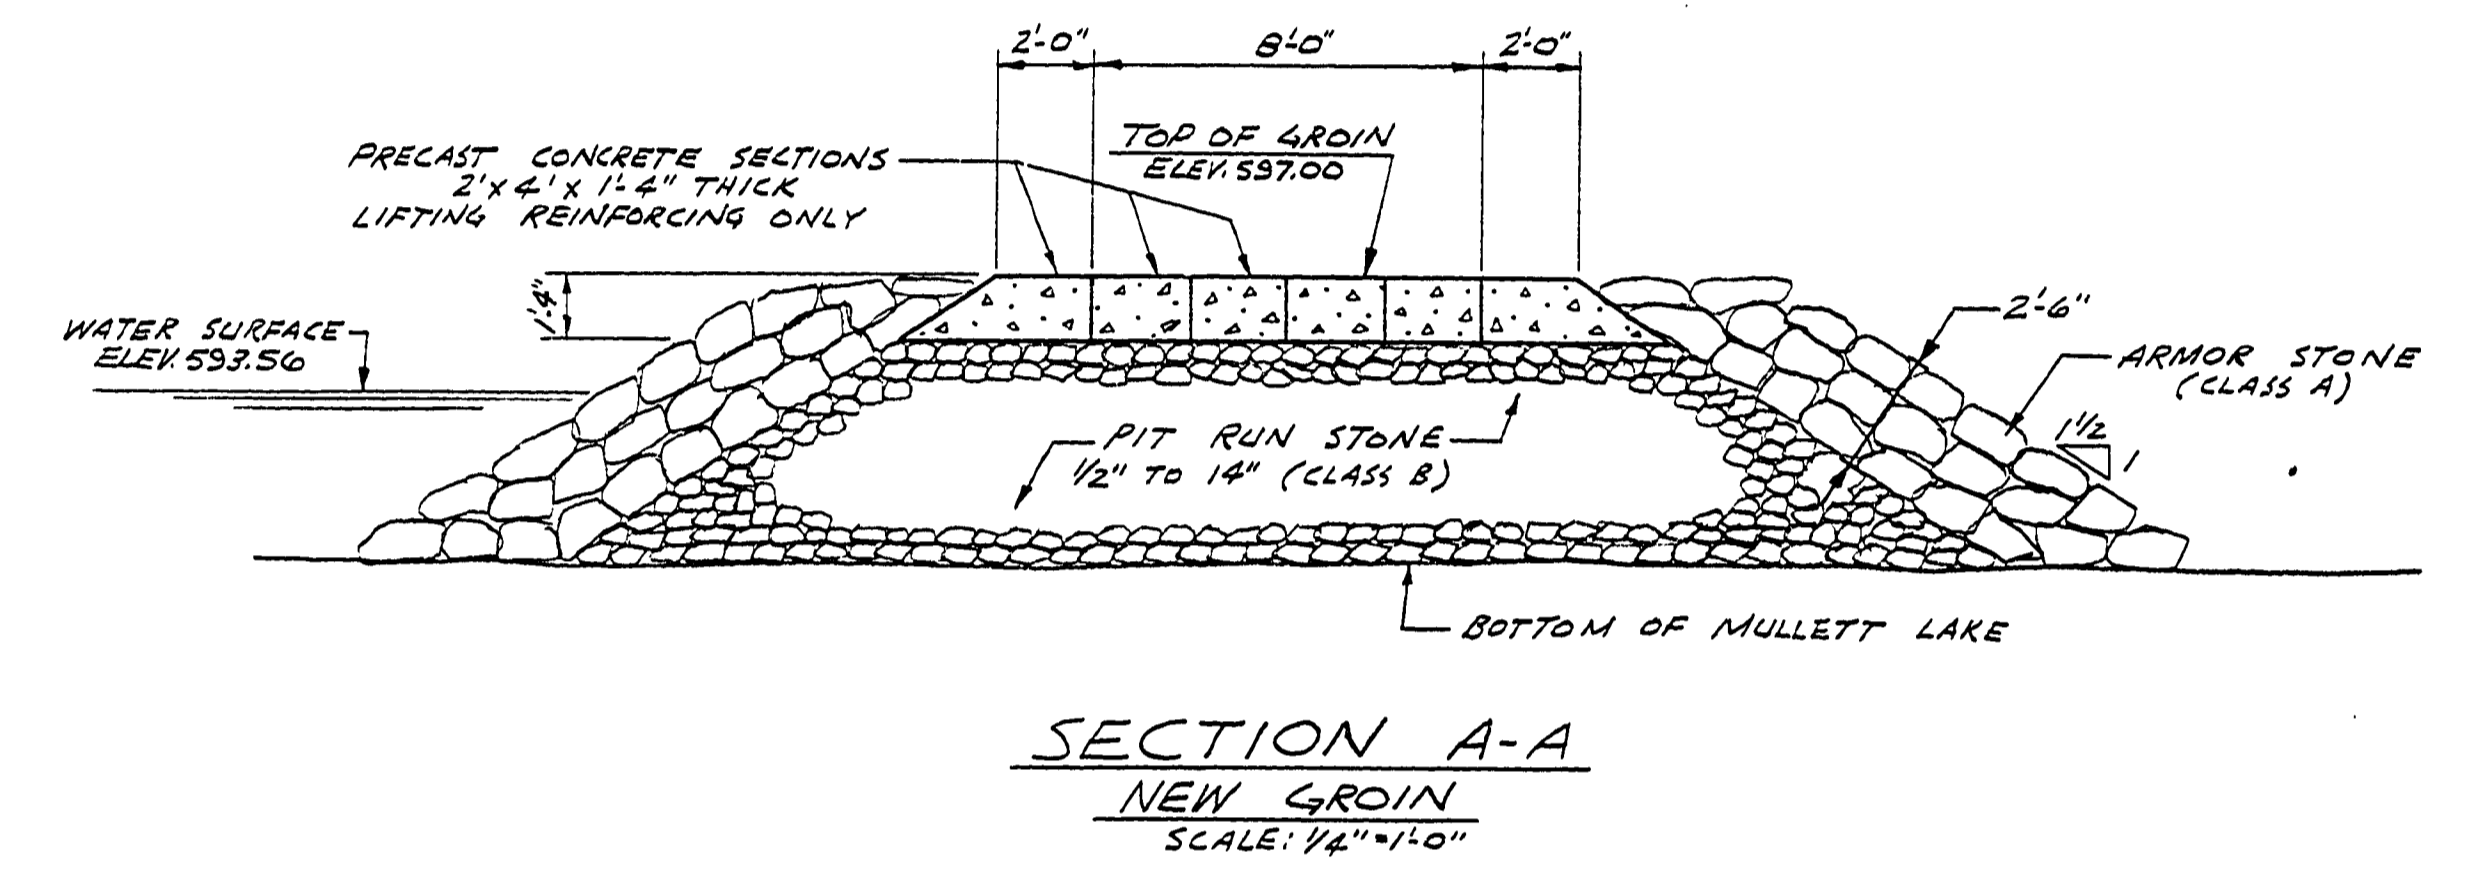 2'-0" 8'-0" 2'-0"
TOP OF GROIN
ELEV. 597.00
PRECAST CONCRETE SECTIONS
2' x 4' x 1'-4" THICK
LIFTING REINFORCING ONLY
1'-4"
WATER SURFACE
ELEV. 593.56
2'-6"
ARMOR STONE
(CLASS A)
1 1/2
1
PIT RUN STONE
1/2" TO 14" (CLASS B)
BOTTOM OF MULLETT LAKE
SECTION A-A
NEW GROIN
SCALE: 1/4" = 1'-0"